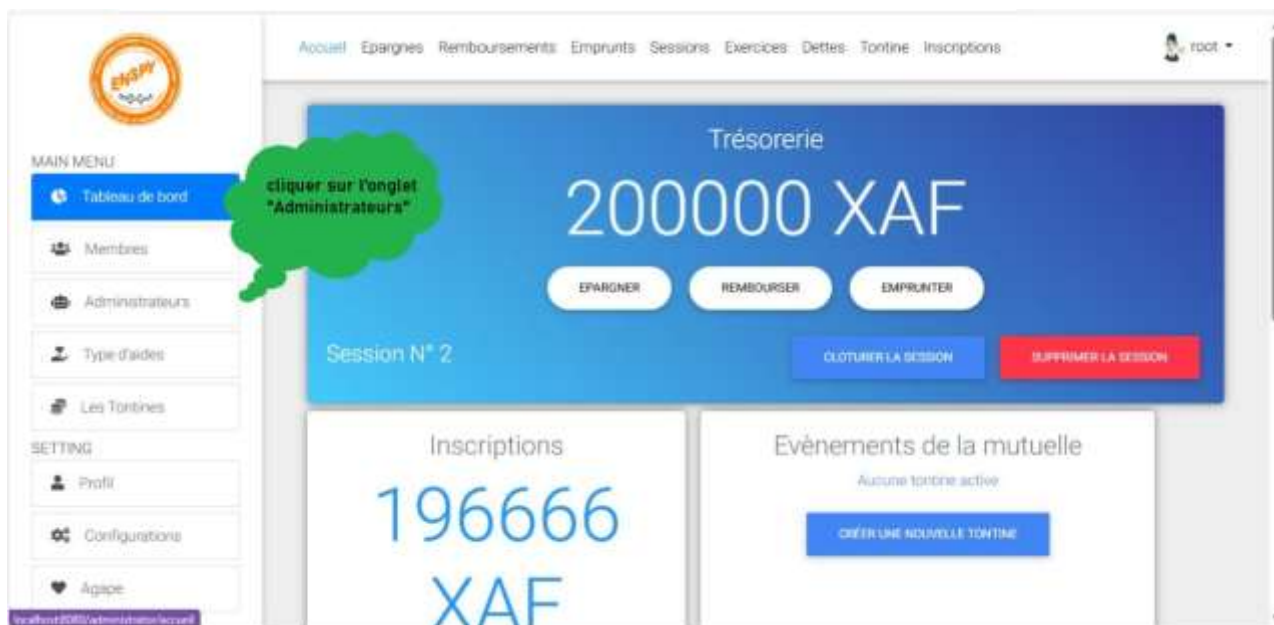 ENSPY
Accueil Epargnes Remboursements Emprunts Sessions Exercices Dettes Tontine Inscriptions
root
MAIN MENU
Tableau de bord
Membres
Administrateurs
Type d'aides
Les Tontines
SETTING
Profil
Configurations
Agape
cliquer sur l'onglet
"Administrateurs"
Trésorerie
200000 XAF
EPARGNER REMBOURSER EMPRUNTER
Session N° 2
CLOTURER LA SESSION SUPPRIMER LA SESSION
Inscriptions
196666
XAF
Evènements de la mutuelle
Aucune tontine active
CRÉER UNE NOUVELLE TONTINE